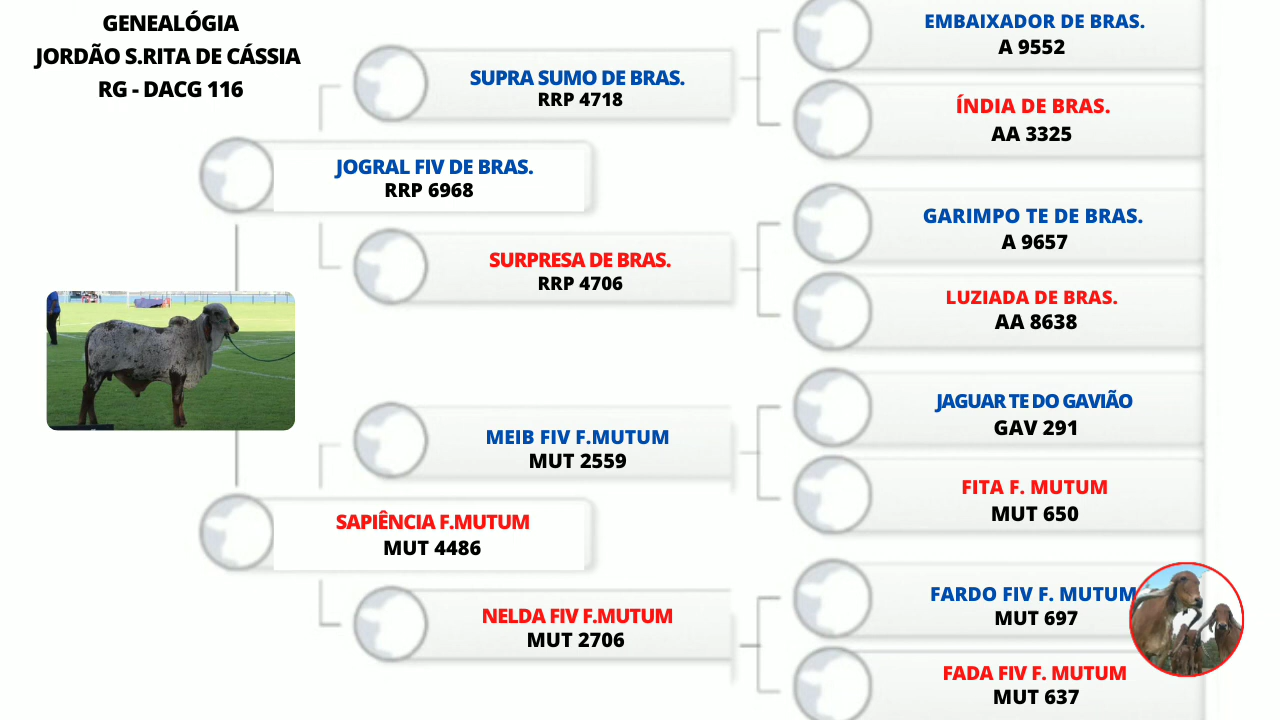 GENEALÓGIA
JORDÃO S.RITA DE CÁSSIA
RG - DACG 116
JOGRAL FIV DE BRAS.
RRP 6968
SAPIÊNCIA F.MUTUM
MUT 4486
SUPRA SUMO DE BRAS.
RRP 4718
SURPRESA DE BRAS.
RRP 4706
MEIB FIV F.MUTUM
MUT 2559
NELDA FIV F.MUTUM
MUT 2706
EMBAIXADOR DE BRAS.
A 9552
ÍNDIA DE BRAS.
AA 3325
GARIMPO TE DE BRAS.
A 9657
LUZIADA DE BRAS.
AA 8638
JAGUAR TE DO GAVIÃO
GAV 291
FITA F. MUTUM
MUT 650
FARDO FIV F. MUTUM
MUT 697
FADA FIV F. MUTUM
MUT 637